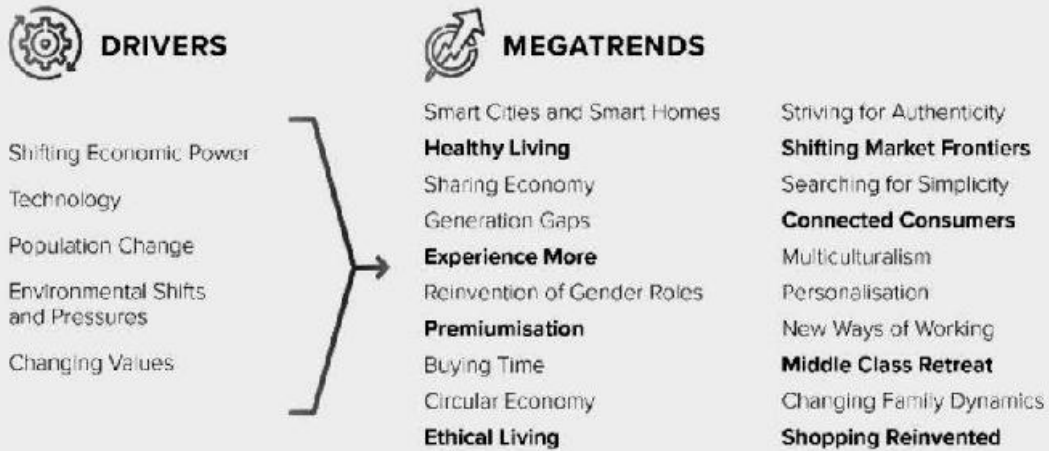 DRIVERS
Shifting Economic Power
Technology
Population Change
Environmental Shifts
and Pressures
Changing Values
MEGATRENDS
Smart Cities and Smart Homes
Healthy Living
Sharing Economy
Generation Gaps
Experience More
Reinvention of Gender Roles
Premiumisation
Buying Time
Circular Economy
Ethical Living
Striving for Authenticity
Shifting Market Frontiers
Searching for Simplicity
Connected Consumers
Multiculturalism
Personalisation
New Ways of Working
Middle Class Retreat
Changing Family Dynamics
Shopping Reinvented